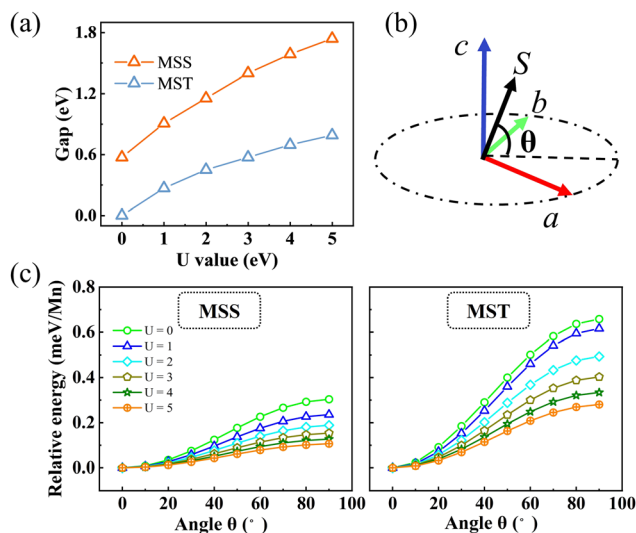 (a)
1.8
1.2
0.6
0.0
Gap (eV)
MSS
MST
0 1 2 3 4 5
U value (eV)
(b)
c
S
b
θ
a
(c)
0.8
0.6
0.4
0.2
0.0
Relative energy (meV/Mn)
MSS
U = 0
U = 1
U = 2
U = 3
U = 4
U = 5
0 20 40 60 80 100
Angle θ (°)
MST
0 20 40 60 80 100
Angle θ (°)